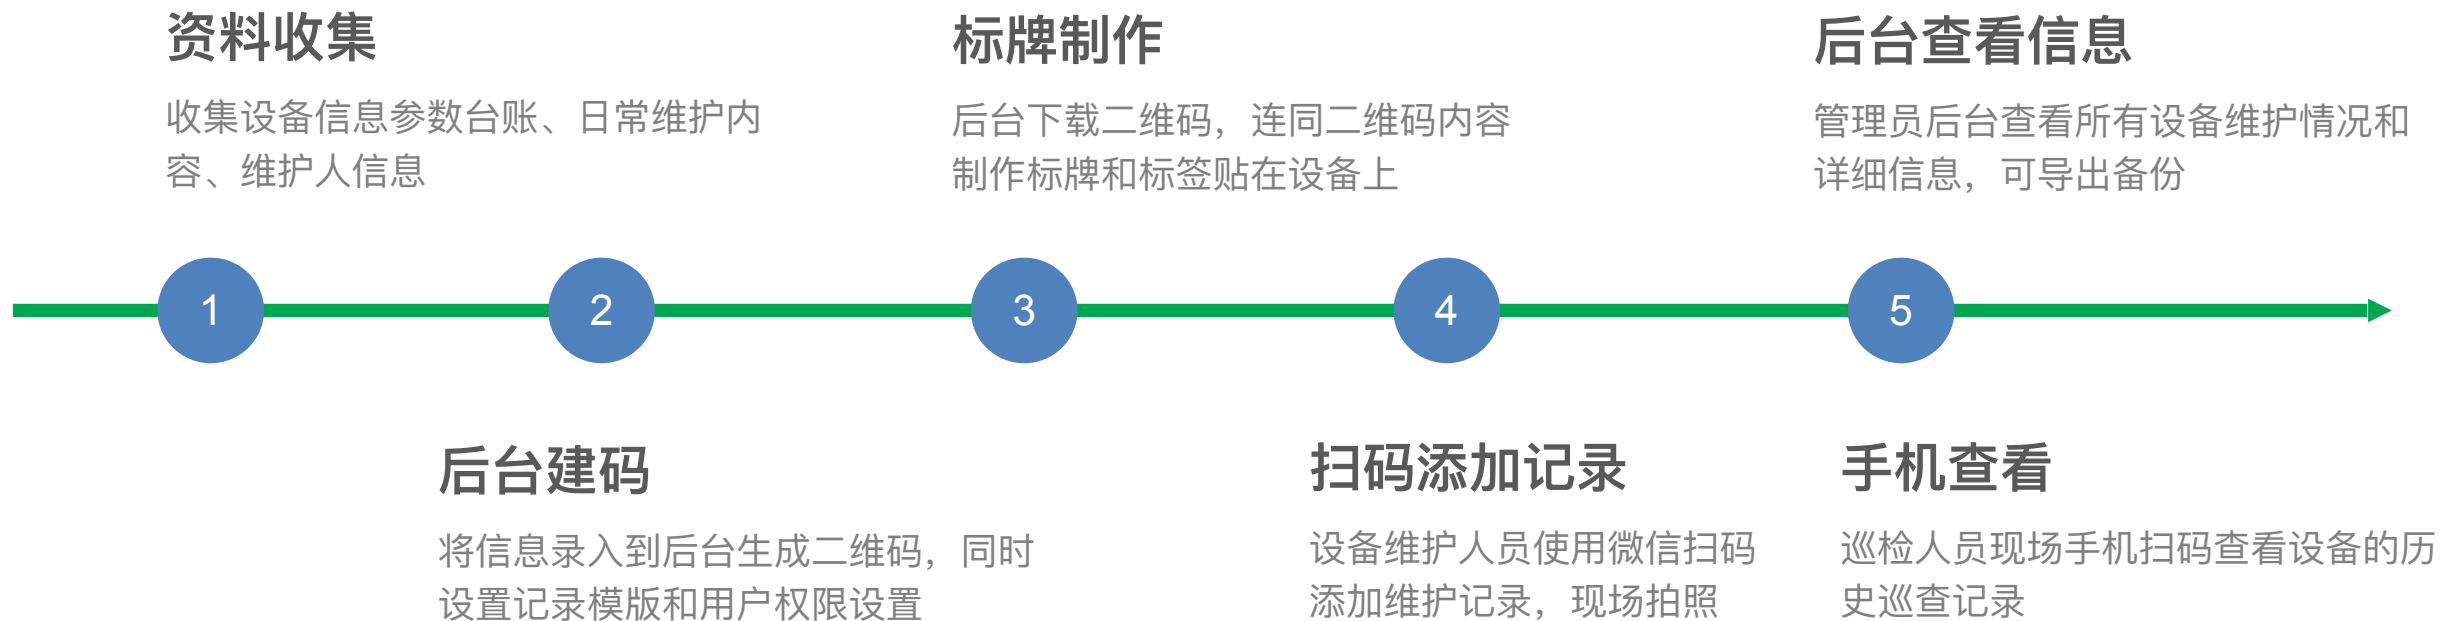 资料收集
收集设备信息参数台账、日常维护内
容、维护人信息
标牌制作
后台下载二维码，连同二维码内容
制作标牌和标签贴在设备上
后台查看信息
管理员后台查看所有设备维护情况和
详细信息，可导出备份
1
2
3
4
5
后台建码
将信息录入到后台生成二维码，同时
设置记录模版和用户权限设置
扫码添加记录
设备维护人员使用微信扫码
添加维护记录，现场拍照
手机查看
巡检人员现场手机扫码查看设备的历
史巡查记录